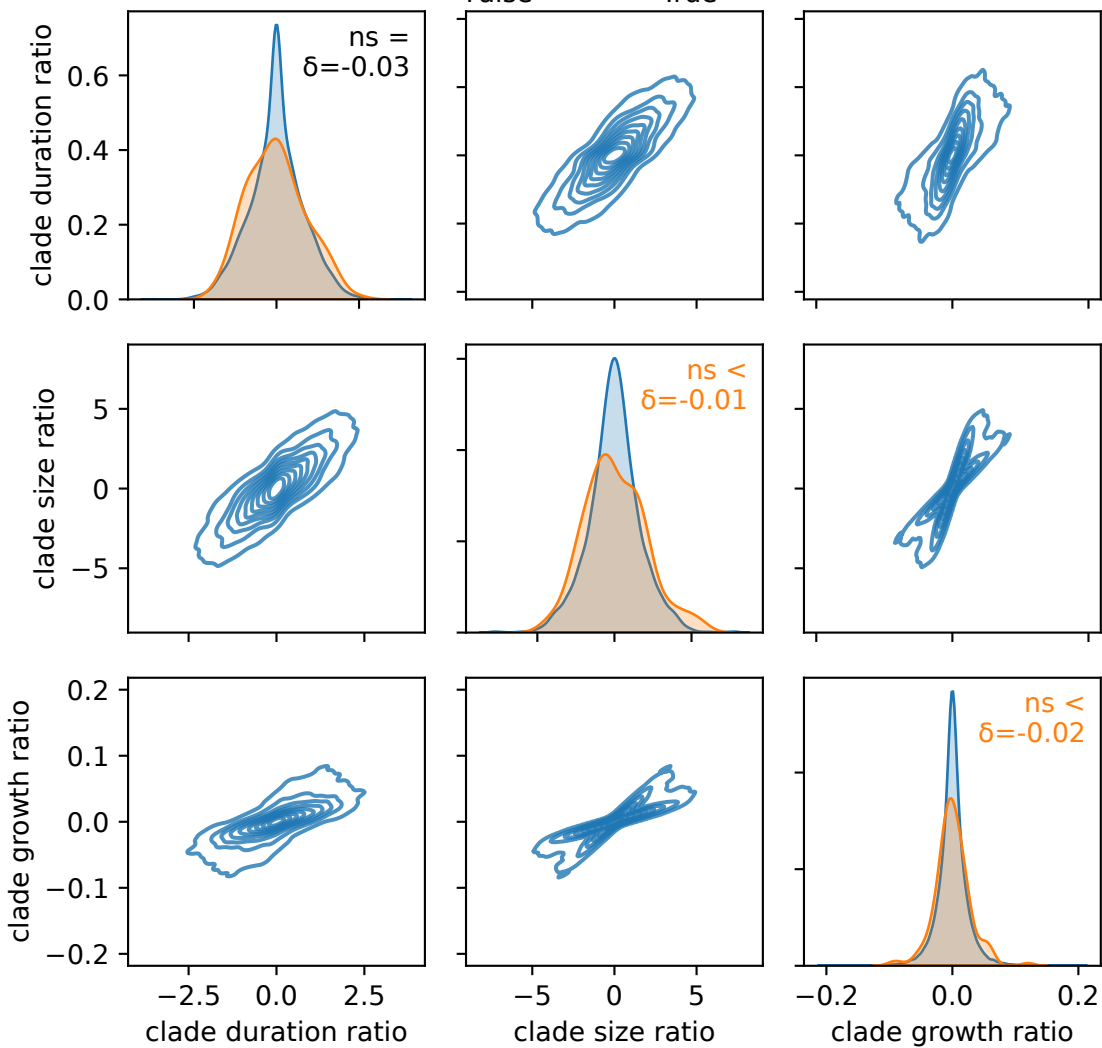 ns =
δ=-0.03
clade duration ratio
0.6
0.4
0.2
0.0
ns <
δ=-0.01
clade size ratio
5
0
−5
ns <
δ=-0.02
clade growth ratio
0.2
0.1
0.0
−0.1
−0.2
−2.5 0.0 2.5
−5 0 5
−0.2 0.0 0.2
clade duration ratio
clade size ratio
clade growth ratio